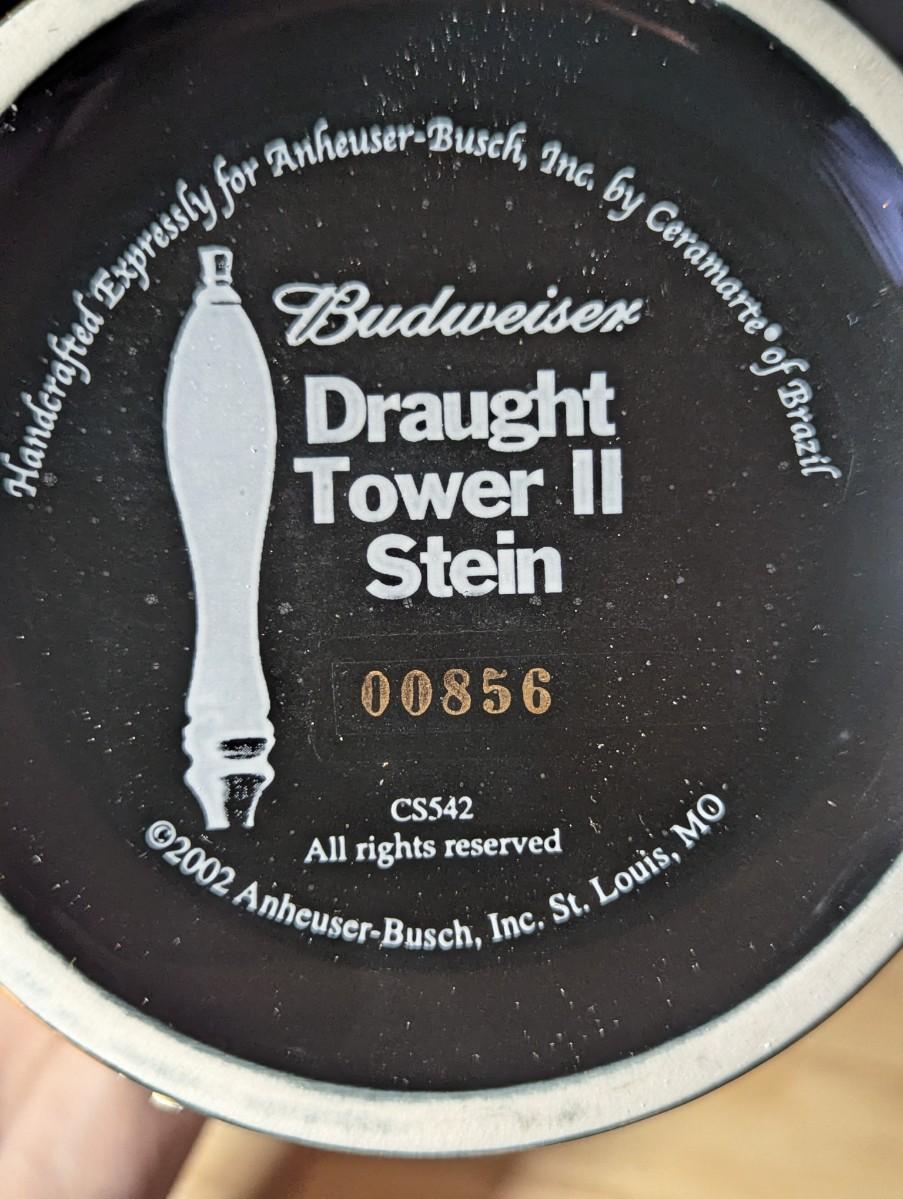 Handcrafted Expressly for Anheuser-Busch, Inc. by Ceramarte® of Brazil
Budweiser
Draught
Tower II
Stein
00856
CS542
All rights reserved
©2002 Anheuser-Busch, Inc. St. Louis, MO